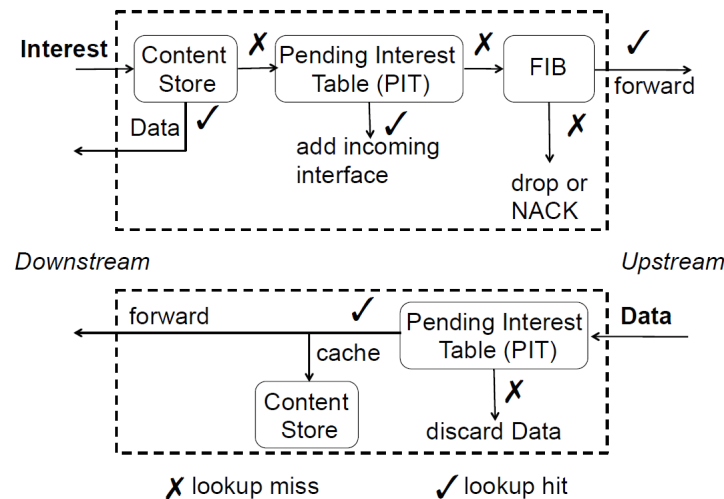 Interest
Content
Store
✗
Pending Interest
Table (PIT)
✗
FIB
✓
forward
Data
✓
✓
add incoming
interface
✗
drop or
NACK
Downstream
Upstream
forward
✓
Pending Interest
Table (PIT)
Data
cache
Content
Store
✗
discard Data
✗ lookup miss
✓ lookup hit